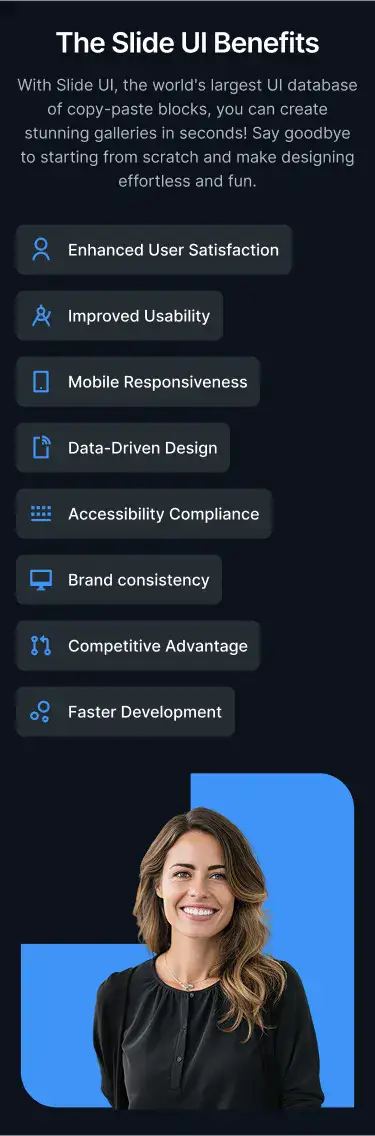 The Slide UI Benefits
With Slide UI, the world's largest UI database
of copy-paste blocks, you can create
stunning galleries in seconds! Say goodbye
to starting from scratch and make designing
effortless and fun.
Enhanced User Satisfaction
Improved Usability
Mobile Responsiveness
Data-Driven Design
Accessibility Compliance
Brand consistency
Competitive Advantage
Faster Development